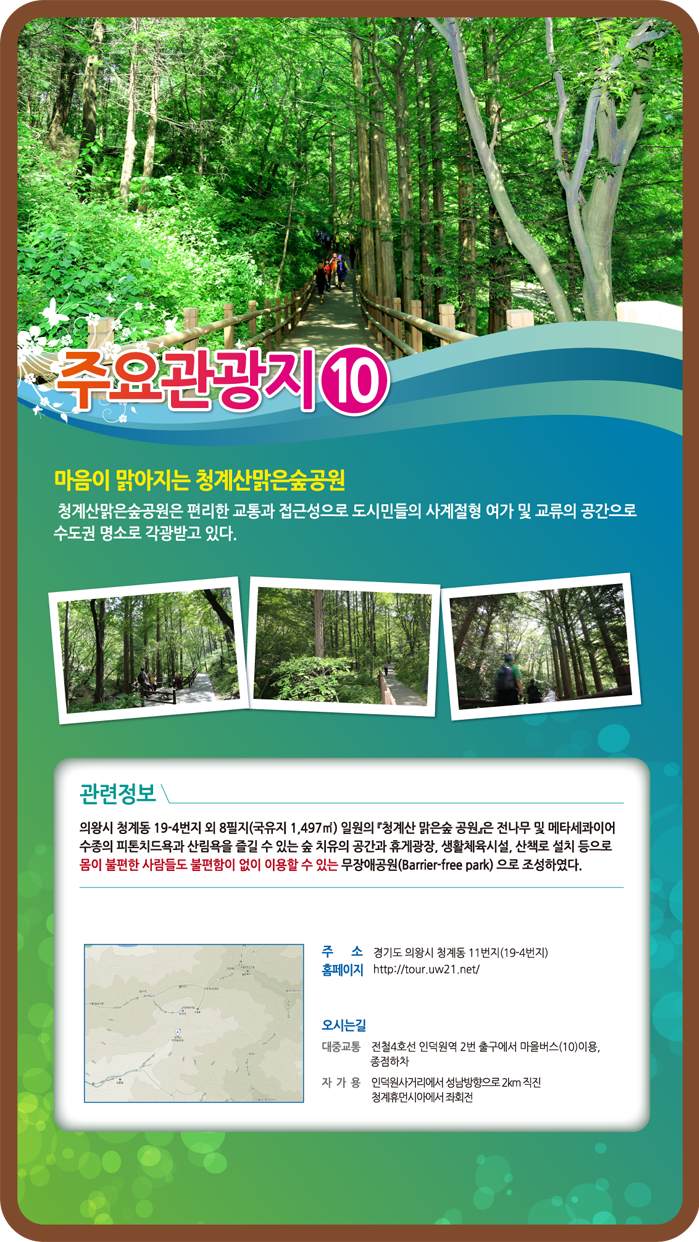 주요관광지 10
마음이 맑아지는 청계산맑은숲공원
청계산맑은숲공원은 편리한 교통과 접근성으로 도시민들의 사계절형 여가 및 교류의 공간으로
수도권 명소로 각광받고 있다.
관련정보
의왕시 청계동 19-4번지 외 8필지(국유지 1,497㎡) 일원의 『청계산 맑은숲 공원』은 전나무 및 메타세콰이어
수종의 피톤치드욕과 산림욕을 즐길 수 있는 숲 치유의 공간과 휴게광장, 생활체육시설, 산책로 설치 등으로
몸이 불편한 사람들도 불편함이 없이 이용할 수 있는 무장애공원(Barrier-free park) 으로 조성하였다.
주 소 경기도 의왕시 청계동 11번지(19-4번지)
홈페이지 http://tour.uw21.net/
오시는길
대중교통 전철4호선 인덕원역 2번 출구에서 마을버스(10)이용,
종점하차
자 가 용 인덕원사거리에서 성남방향으로 2km 직진
청계휴먼시아에서 좌회전